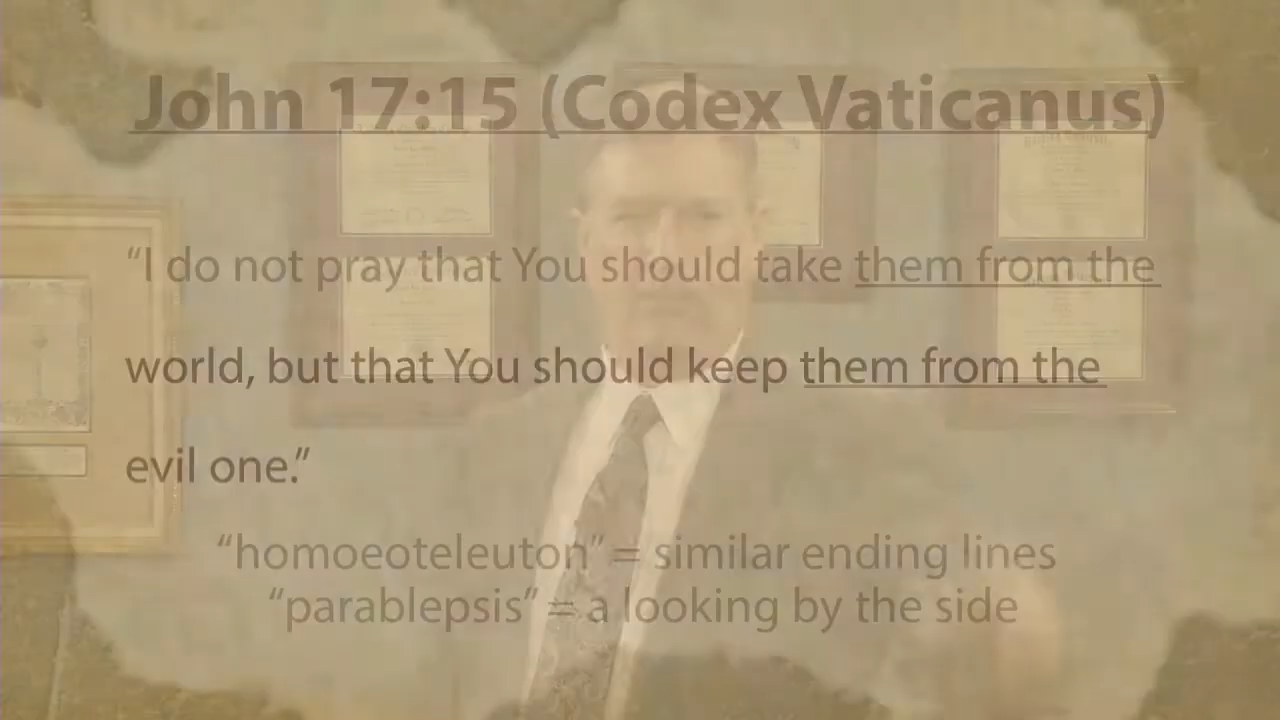 John 17:15 (Codex Vaticanus)
“I do not pray that You should take them from the
world, but that You should keep them from the
evil one.”
“homoeoteleuton” = similar ending lines
“parablepsis” = a looking by the side